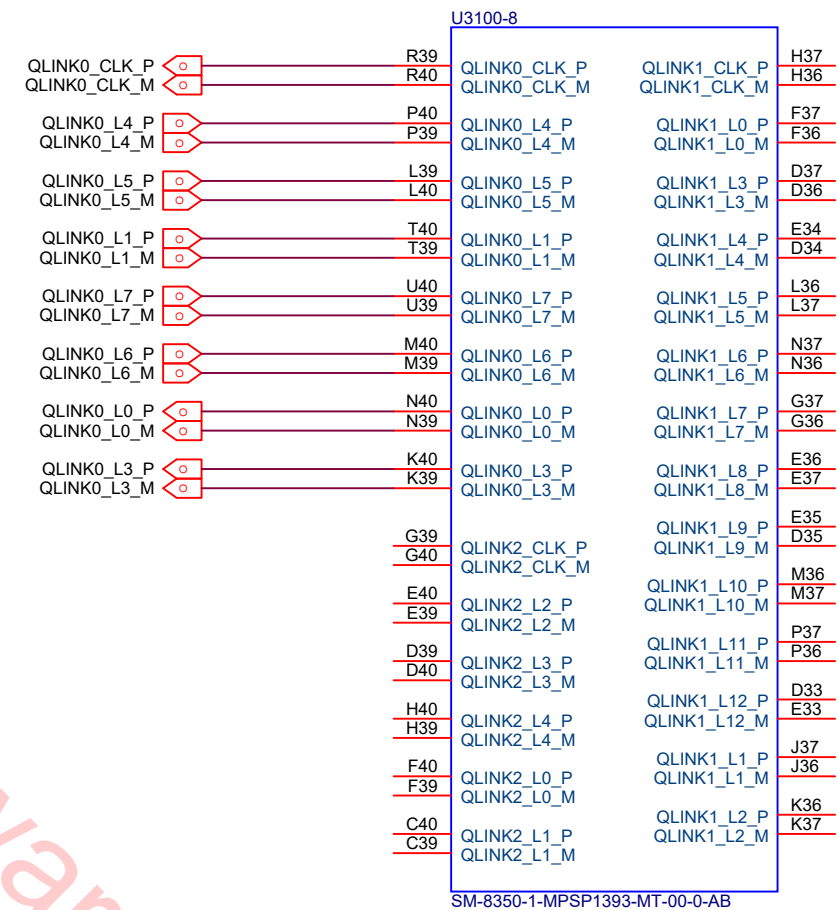 U3100-8
QLINK0_CLK_P R39 QLINK0_CLK_P QLINK1_CLK_P H37
QLINK0_CLK_M R40 QLINK0_CLK_M QLINK1_CLK_M H36
QLINK0_L4_P P40 QLINK0_L4_P QLINK1_L0_P F37
QLINK0_L4_M P39 QLINK0_L4_M QLINK1_L0_M F36
QLINK0_L5_P L39 QLINK0_L5_P QLINK1_L3_P D37
QLINK0_L5_M L40 QLINK0_L5_M QLINK1_L3_M D36
QLINK0_L1_P T40 QLINK0_L1_P QLINK1_L4_P E34
QLINK0_L1_M T39 QLINK0_L1_M QLINK1_L4_M D34
QLINK0_L7_P U40 QLINK0_L7_P QLINK1_L5_P L36
QLINK0_L7_M U39 QLINK0_L7_M QLINK1_L5_M L37
QLINK0_L6_P M40 QLINK0_L6_P QLINK1_L6_P N37
QLINK0_L6_M M39 QLINK0_L6_M QLINK1_L6_M N36
QLINK0_L0_P N40 QLINK0_L0_P QLINK1_L7_P G37
QLINK0_L0_M N39 QLINK0_L0_M QLINK1_L7_M G36
QLINK0_L3_P K40 QLINK0_L3_P QLINK1_L8_P E36
QLINK0_L3_M K39 QLINK0_L3_M QLINK1_L8_M E37
QLINK1_L9_P E35
G39 QLINK2_CLK_P QLINK1_L9_M D35
G40 QLINK2_CLK_M
QLINK1_L10_P M36
E40 QLINK2_L2_P QLINK1_L10_M M37
E39 QLINK2_L2_M
QLINK1_L11_P P37
D39 QLINK2_L3_P QLINK1_L11_M P36
D40 QLINK2_L3_M
QLINK1_L12_P D33
H40 QLINK2_L4_P QLINK1_L12_M E33
H39 QLINK2_L4_M
QLINK1_L1_P J37
F40 QLINK2_L0_P QLINK1_L1_M J36
F39 QLINK2_L0_M
QLINK1_L2_P K36
C40 QLINK2_L1_P QLINK1_L2_M K37
C39 QLINK2_L1_M
SM-8350-1-MPSP1393-MT-00-0-AB